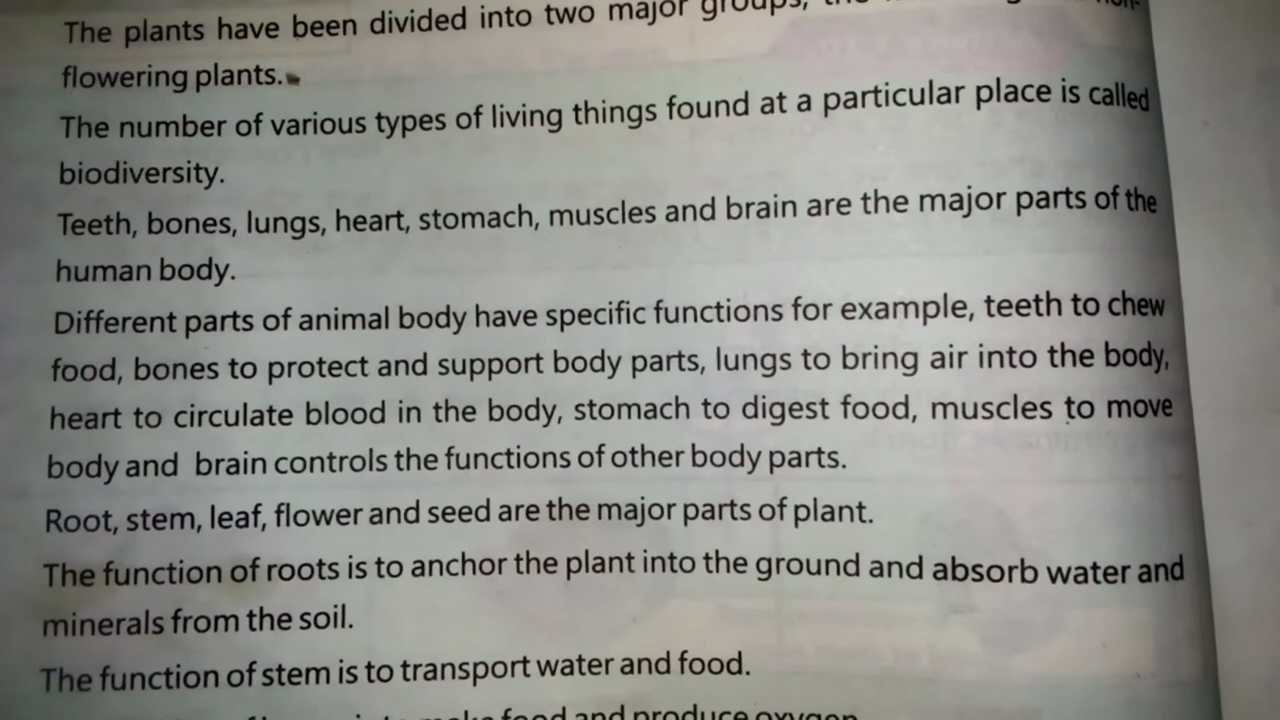 The plants have been divided into two major groups,
flowering plants.
The number of various types of living things found at a particular place is called
biodiversity.
Teeth, bones, lungs, heart, stomach, muscles and brain are the major parts of the
human body.
Different parts of animal body have specific functions for example, teeth to chew
food, bones to protect and support body parts, lungs to bring air into the body,
heart to circulate blood in the body, stomach to digest food, muscles to move
body and brain controls the functions of other body parts.
Root, stem, leaf, flower and seed are the major parts of plant.
The function of roots is to anchor the plant into the ground and absorb water and
minerals from the soil.
The function of stem is to transport water and food.
food and produce oxygen